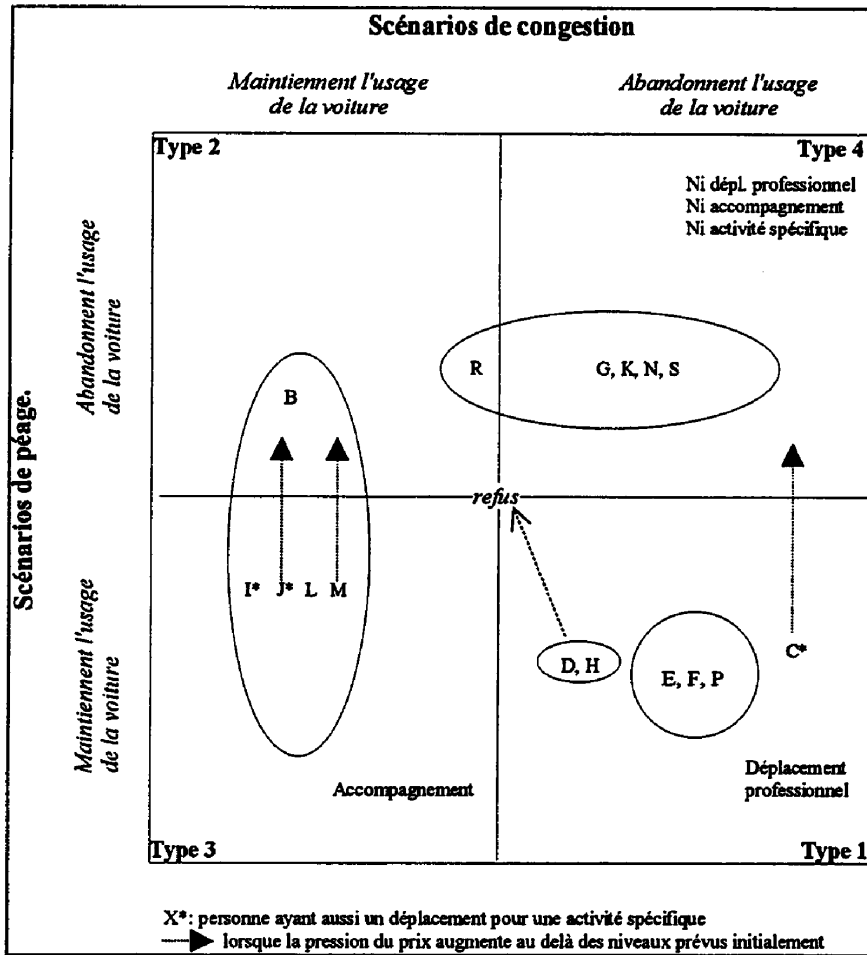 Scénarios de congestion
Maintiennent l'usage
de la voiture
Abandonnent l'usage
de la voiture
Type 2
Type 4
Ni dépl. professionnel
Ni accompagnement
Ni activité spécifique
Scénarios de péage.
Abandonnent l'usage
de la voiture
Maintiennent l'usage
de la voiture
B
R
G, K, N, S
refus
I* J* L M
D, H
E, F, P
C*
Accompagnement
Déplacement
professionnel
Type 3
Type 1
X*: personne ayant aussi un déplacement pour une activité spécifique
lorsque la pression du prix augmente au delà des niveaux prévus initialement